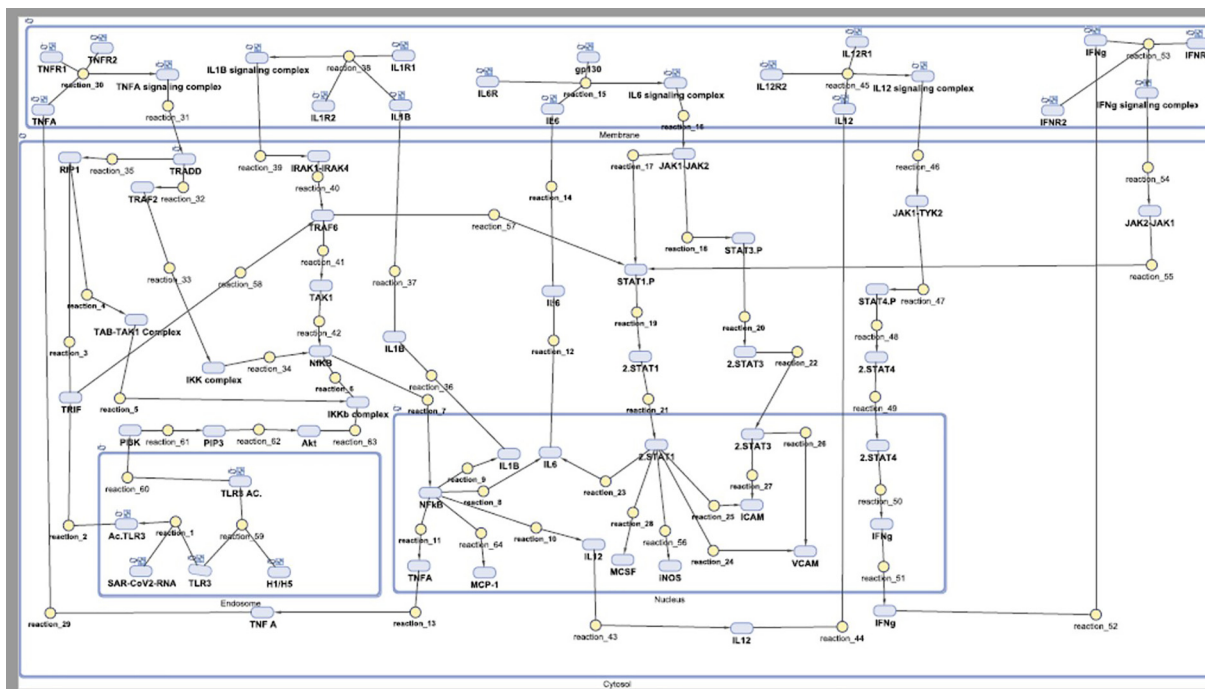 TNFR1
TNFR2
reaction_30
TNFA signaling complex
TNFA
reaction_31
IL1B signaling complex
reaction_38
IL1R1
IL1R2
IL1B
gp130
IL6R
reaction_15
IL6 signaling complex
IL6
reaction_16
IL12R1
IL12R2
reaction_45
IL12 signaling complex
IL12
IFNg
reaction_53
IFNR
IFNR2
IFNg signaling complex
Membrane
RIP1
reaction_35
TRADD
TRAF2
reaction_32
reaction_39
IRAK1-IRAK4
reaction_40
TRAF6
reaction_57
reaction_41
reaction_58
reaction_33
TAK1
reaction_42
reaction_37
reaction_14
reaction_17
JAK1-JAK2
reaction_18
STAT3.P
STAT1.P
reaction_46
JAK1-TYK2
reaction_54
JAK2-JAK1
reaction_55
STAT4.P
reaction_47
reaction_4
TAB-TAK1 Complex
reaction_3
IL6
reaction_12
IL1B
reaction_19
reaction_20
reaction_48
NfKB
reaction_34
IKK complex
reaction_6
reaction_36
2.STAT1
2.STAT3
reaction_22
2.STAT4
TRIF
reaction_5
IKKb complex
reaction_7
reaction_21
reaction_49
PI3K
reaction_61
PIP3
reaction_62
Akt
reaction_63
IL1B
IL6
2.STAT1
2.STAT3
reaction_26
2.STAT4
reaction_60
TLR3 AC.
reaction_9
reaction_23
reaction_27
NFkB
reaction_8
reaction_50
reaction_25
ICAM
reaction_2
Ac.TLR3
reaction_1
reaction_59
reaction_11
reaction_64
reaction_10
reaction_28
reaction_56
reaction_24
IFNg
IL12
MCSF
INOS
VCAM
SAR-CoV2-RNA
TLR3
H1/H5
TNFA
MCP-1
reaction_51
Endosome
Nucleus
reaction_29
TNF A
reaction_13
reaction_43
IL12
reaction_44
IFNg
reaction_52
Cytosol